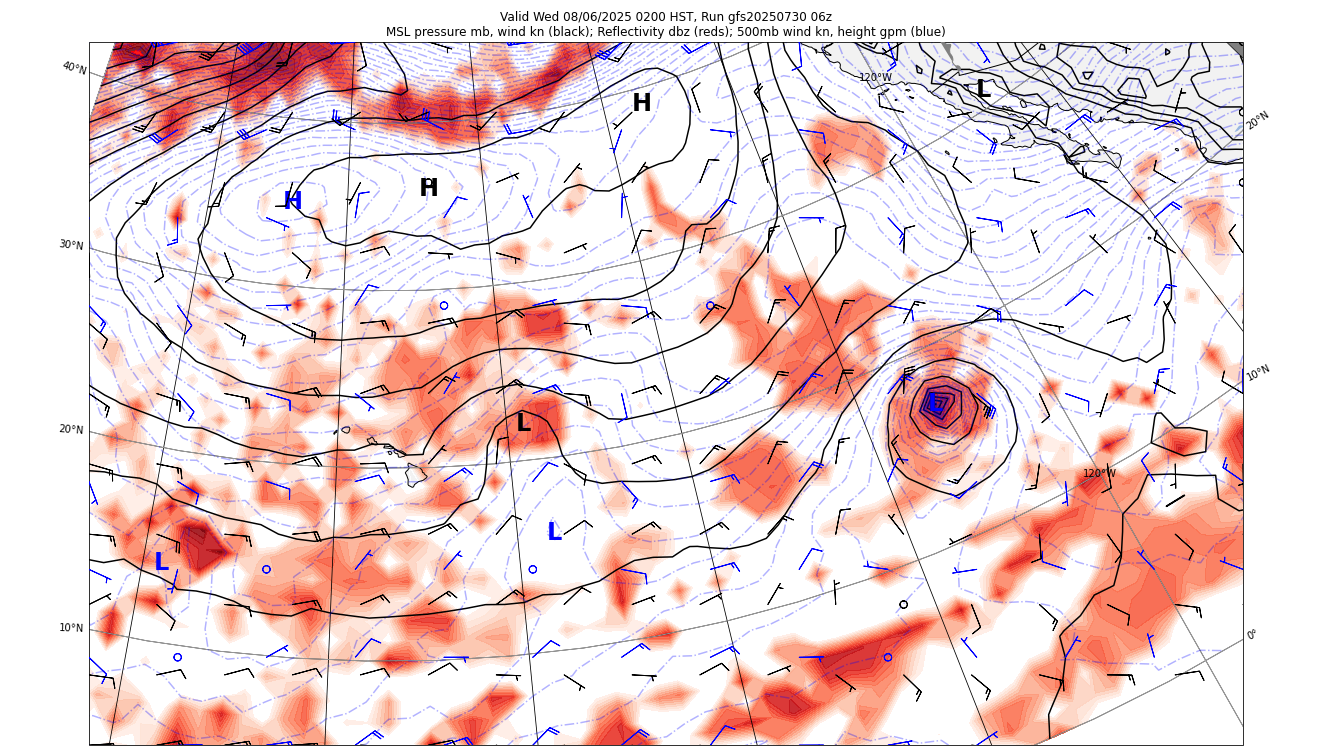 Valid Wed 08/06/2025 0200 HST, Run gfs20250730 06z
MSL pressure mb, wind kn (black); Reflectivity dbz (reds); 500mb wind kn, height gpm (blue)
40°N
120°W
L
H
20°N
H
H
30°N
10°N
L
20°N
L
120°W
L
L
10°N
0°